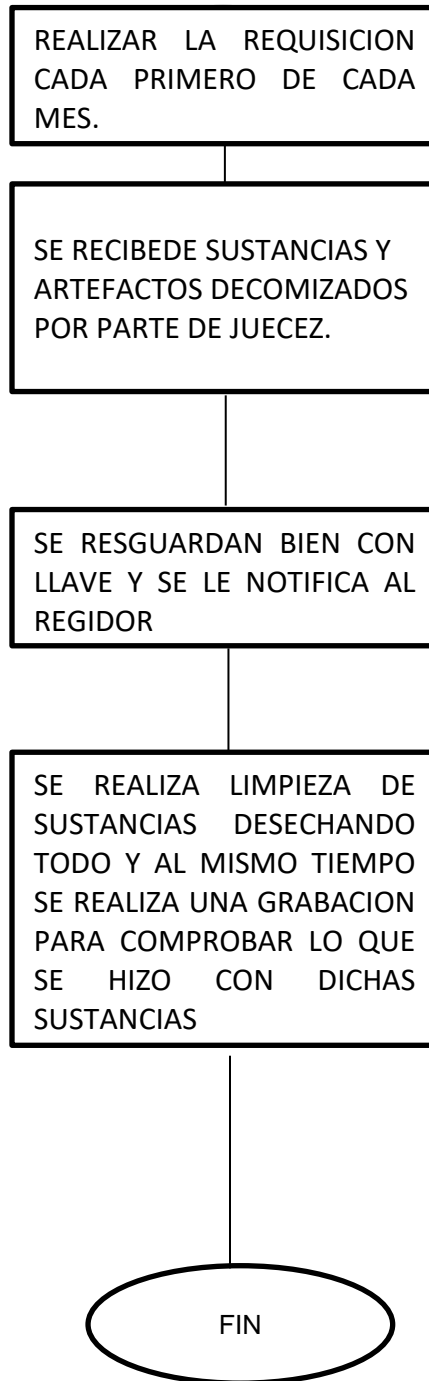 REALIZAR LA REQUISICION
CADA PRIMERO DE CADA
MES.
SE RECIBEDE SUSTANCIAS Y
ARTEFACTOS DECOMIZADOS
POR PARTE DE JUECEZ.
SE RESGUARDAN BIEN CON
LLAVE Y SE LE NOTIFICA AL
REGIDOR
SE REALIZA LIMPIEZA DE
SUSTANCIAS DESECHANDO
TODO Y AL MISMO TIEMPO
SE REALIZA UNA GRABACION
PARA COMPROBAR LO QUE
SE HIZO CON DICHAS
SUSTANCIAS
FIN